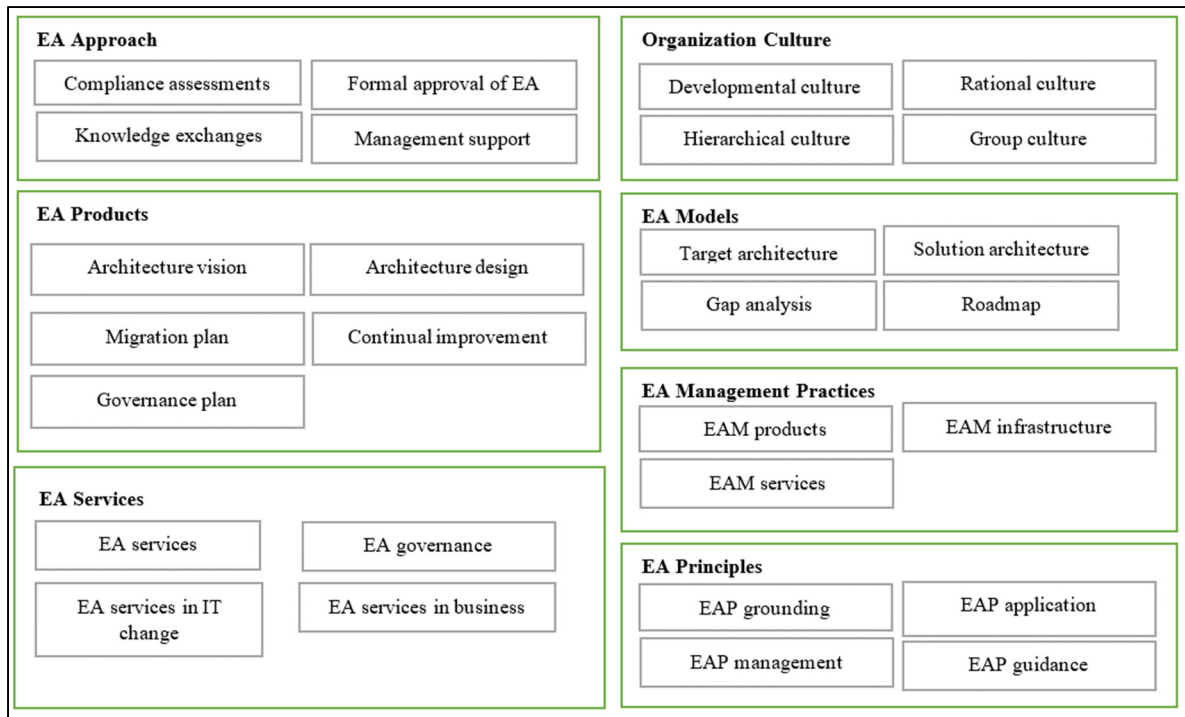 EA Approach
Compliance assessments
Formal approval of EA
Knowledge exchanges
Management support
EA Products
Architecture vision
Architecture design
Migration plan
Continual improvement
Governance plan
EA Services
EA services
EA governance
EA services in IT
change
EA services in business
Organization Culture
Developmental culture
Rational culture
Hierarchical culture
Group culture
EA Models
Target architecture
Solution architecture
Gap analysis
Roadmap
EA Management Practices
EAM products
EAM infrastructure
EAM services
EA Principles
EAP grounding
EAP application
EAP management
EAP guidance